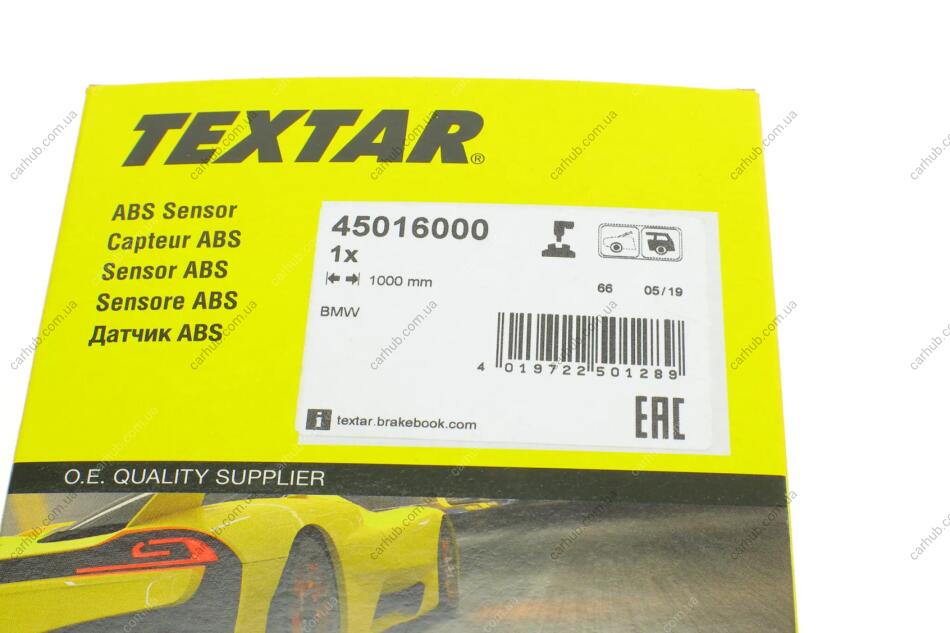 TEXTAR®
ABS Sensor
Capteur ABS
Sensor ABS
Sensore ABS
Датчик ABS
45016000
1x
1000 mm
66 05/19
BMW
4 019722 501289
i textar.brakebook.com
EAC
O.E. QUALITY SUPPLIER
carhub.com.ua